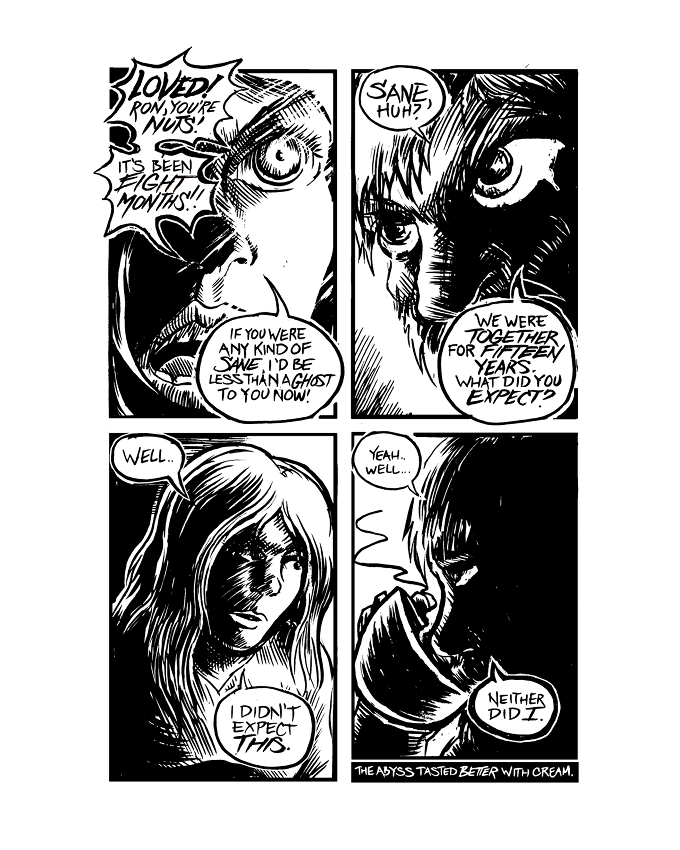 LOVED!
RON, YOU'RE
NUTS!
IT'S BEEN
EIGHT
MONTHS!!
IF YOU WERE
ANY KIND OF
SANE, I'D BE
LESS THAN A GHOST
TO YOU NOW!
SANE,
HUH?
WE WERE
TOGETHER
FOR FIFTEEN
YEARS.
WHAT DID YOU
EXPECT?
WELL..
I DIDN'T
EXPECT
THIS.
YEAH..
WELL...
NEITHER
DID I.
THE ABYSS TASTED BETTER WITH CREAM.